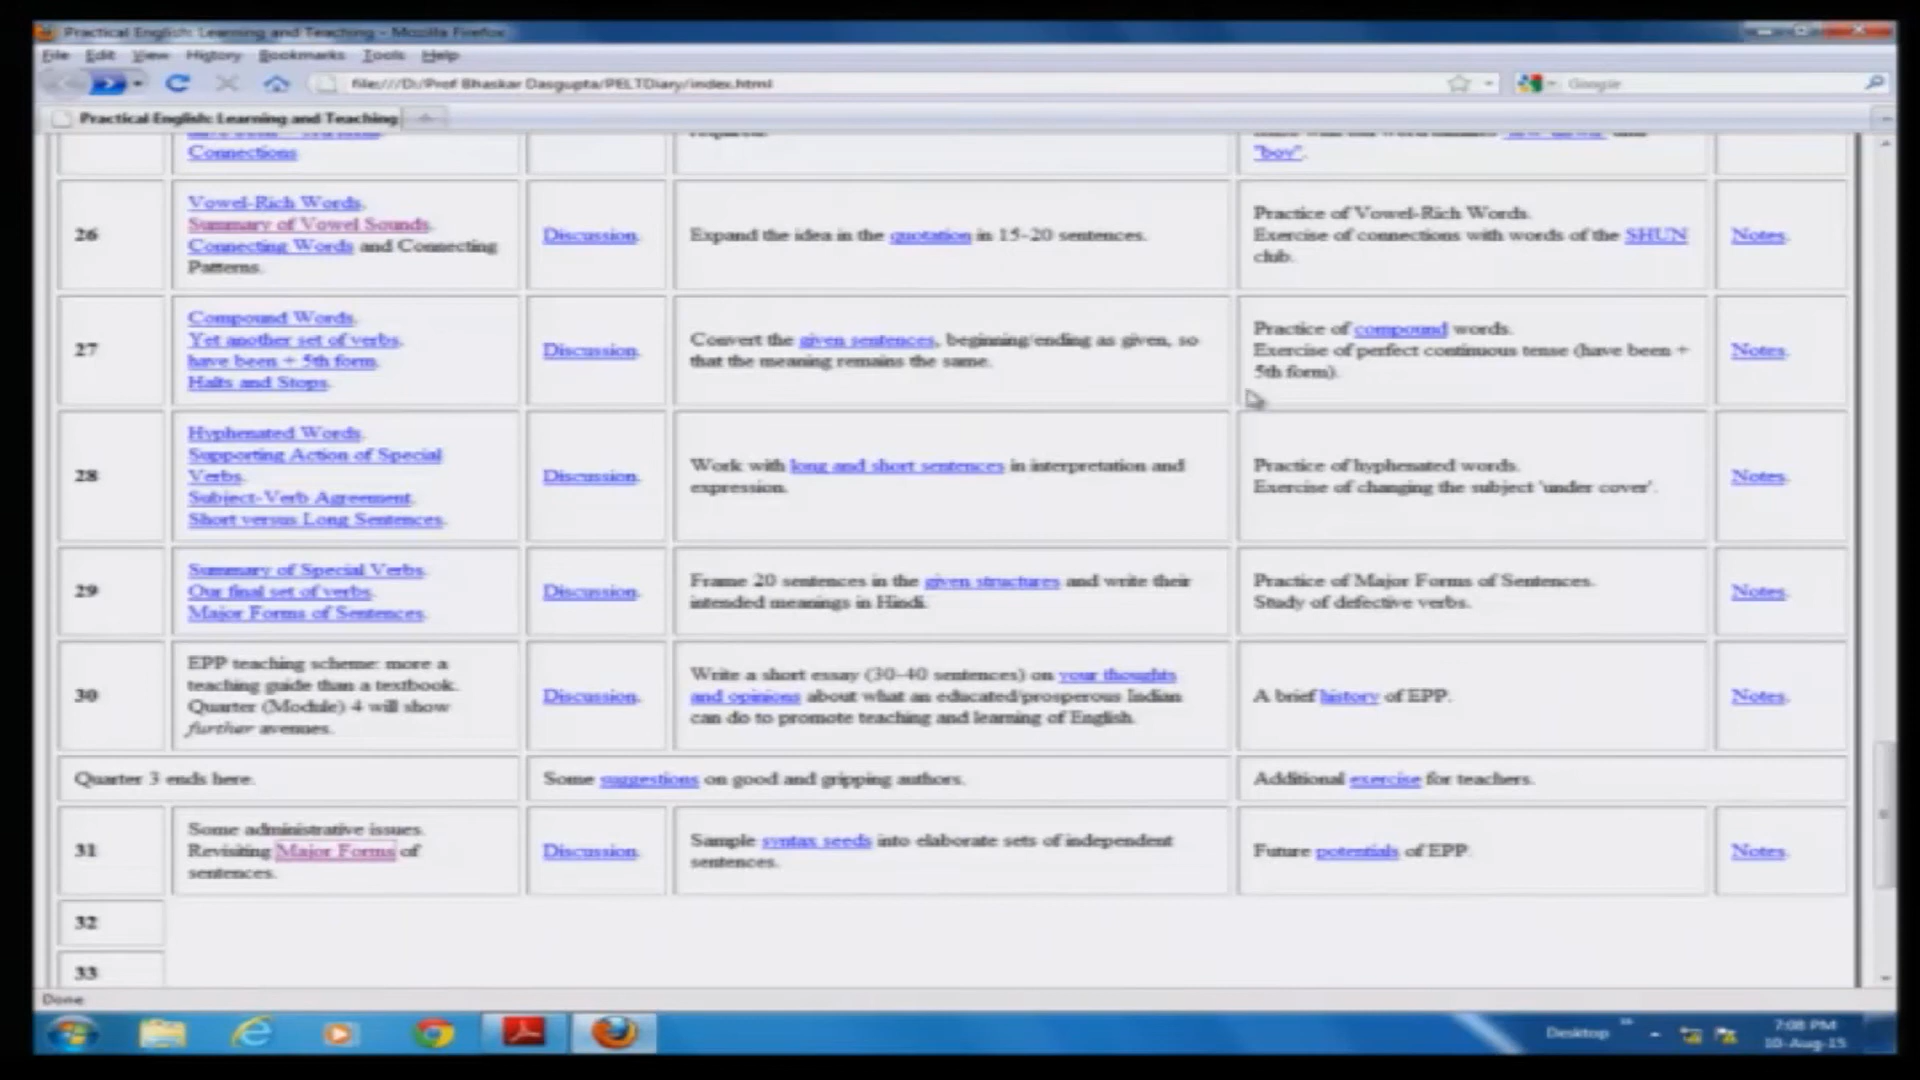 Practical English: Learning and Teaching - Mozilla Firefox
File Edit View History Bookmarks Tools Help
file:///D:/Prof Bhaskar Dasgupta/PELTDiary/index.html
Google
Practical English: Learning and Teaching
Connections
"boy".
26
Vowel-Rich Words.
Summary of Vowel Sounds.
Connecting Words and Connecting
Patterns.
Discussion.
Expand the idea in the quotation in 15-20 sentences.
Practice of Vowel-Rich Words.
Exercise of connections with words of the SHUN
club.
Notes.
27
Compound Words.
Yet another set of verbs.
have been + 5th form.
Halts and Stops.
Discussion.
Convert the given sentences, beginning/ending as given, so
that the meaning remains the same.
Practice of compound words.
Exercise of perfect continuous tense (have been +
5th form).
Notes.
28
Hyphenated Words.
Supporting Action of Special
Verbs.
Subject-Verb Agreement.
Short versus Long Sentences.
Discussion.
Work with long and short sentences in interpretation and
expression.
Practice of hyphenated words.
Exercise of changing the subject 'under cover'.
Notes.
29
Summary of Special Verbs.
Our final set of verbs.
Major Forms of Sentences.
Discussion.
Frame 20 sentences in the given structures and write their
intended meanings in Hindi.
Practice of Major Forms of Sentences.
Study of defective verbs.
Notes.
30
EPP teaching scheme: more a
teaching guide than a textbook.
Quarter (Module) 4 will show
further avenues.
Discussion.
Write a short essay (30-40 sentences) on your thoughts
and opinions about what an educated/prosperous Indian
can do to promote teaching and learning of English.
A brief history of EPP.
Notes.
Quarter 3 ends here.
Some suggestions on good and gripping authors.
Additional exercise for teachers.
31
Some administrative issues.
Revisiting Major Forms of
sentences.
Discussion.
Sample syntax seeds into elaborate sets of independent
sentences.
Future potentials of EPP.
Notes.
32
33
Done
Desktop
7:08 PM
10-Aug-15